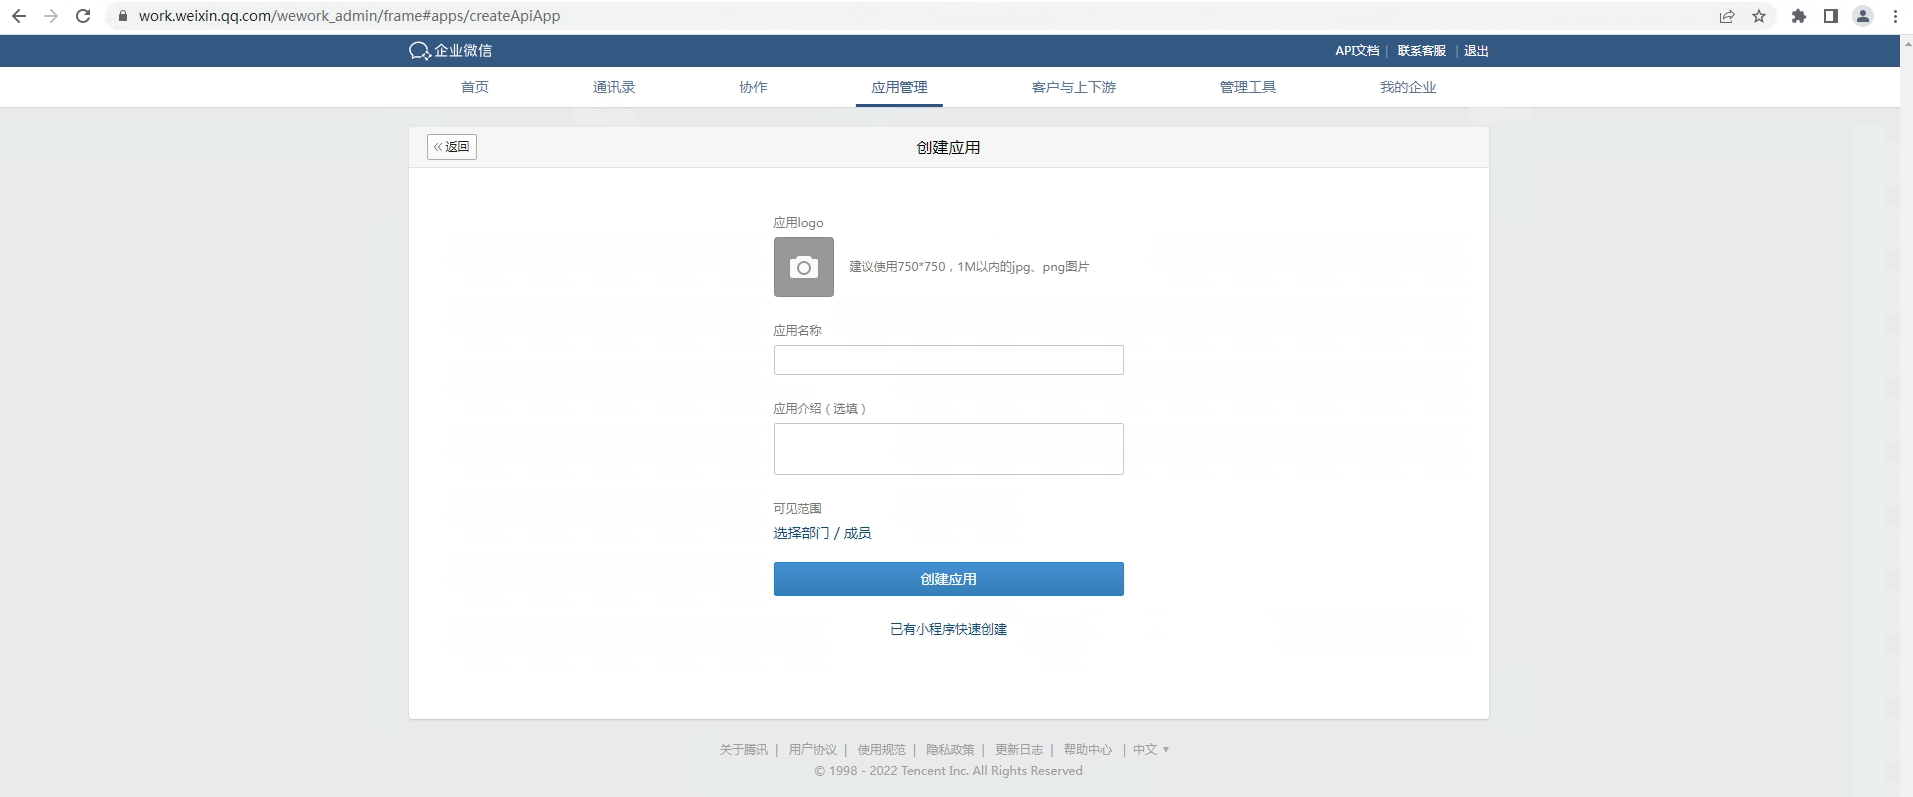 work.weixin.qq.com/wework_admin/frame#apps/createApiApp
企业微信 API文档 | 联系客服 | 退出
首页 通讯录 协作 应用管理 客户与上下游 管理工具 我的企业
«返回 创建应用
应用logo
建议使用750*750，1M以内的jpg、png图片
应用名称
应用介绍（选填）
可见范围
选择部门 / 成员
创建应用
已有小程序快速创建
关于腾讯 | 用户协议 | 使用规范 | 隐私政策 | 更新日志 | 帮助中心 | 中文 ▼
© 1998 - 2022 Tencent Inc. All Rights Reserved